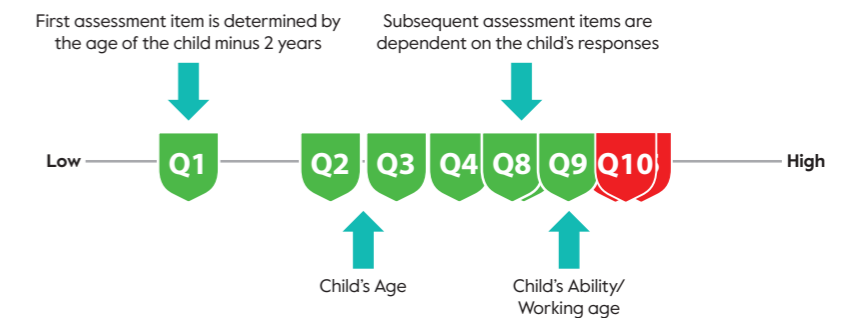 First assessment item is determined by
the age of the child minus 2 years
Subsequent assessment items are
dependent on the child's responses
Low
Q1
Q2
Q3
Q4
Q8
Q9
Q10
High
Child's Age
Child's Ability/
Working age